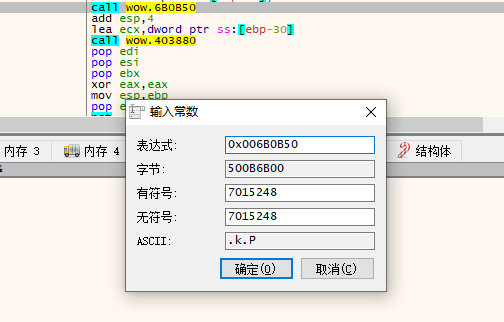 call wow.6B0B50
add esp,4
lea ecx,dword ptr ss:[ebp-30]
call wow.403880
pop edi
pop esi
pop ebx
xor eax,eax
mov esp,ebp
pop e
输入常数
表达式: 0x006B0B50
字节: 500B6B00
有符号: 7015248
无符号: 7015248
ASCII: .k.P
确定(O) 取消(C)
内存 3 内存 4 结构体